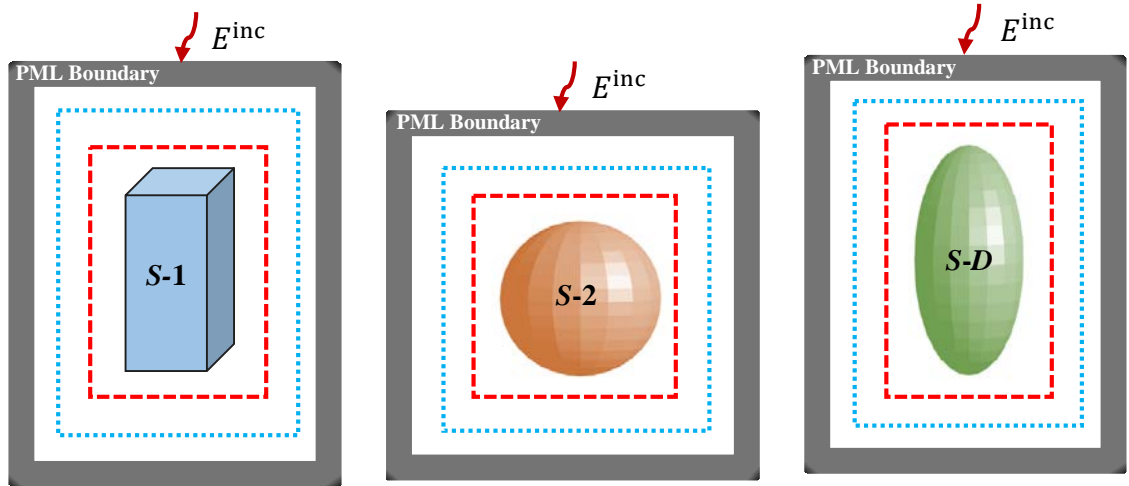 E^inc
PML Boundary
S-1
E^inc
PML Boundary
S-2
E^inc
PML Boundary
S-D